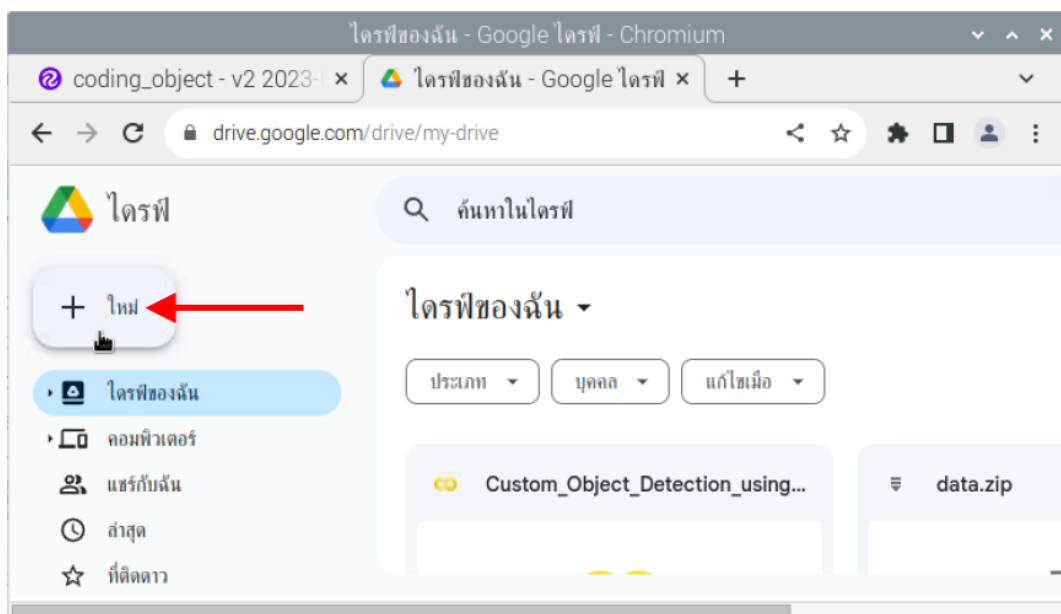 ไดรฟ์ของฉัน - Google ไดรฟ์ - Chromium
coding_object - v2 2023-
ไดรฟ์ของฉัน - Google ไดรฟ์
drive.google.com/drive/my-drive
ไดรฟ์
ค้นหาในไดรฟ์
ใหม่
ไดรฟ์ของฉัน
ประเภท
บุคคล
แก้ไขเมื่อ
ไดรฟ์ของฉัน
คอมพิวเตอร์
แชร์กับฉัน
ล่าสุด
ที่ติดดาว
Custom_Object_Detection_using...
data.zip